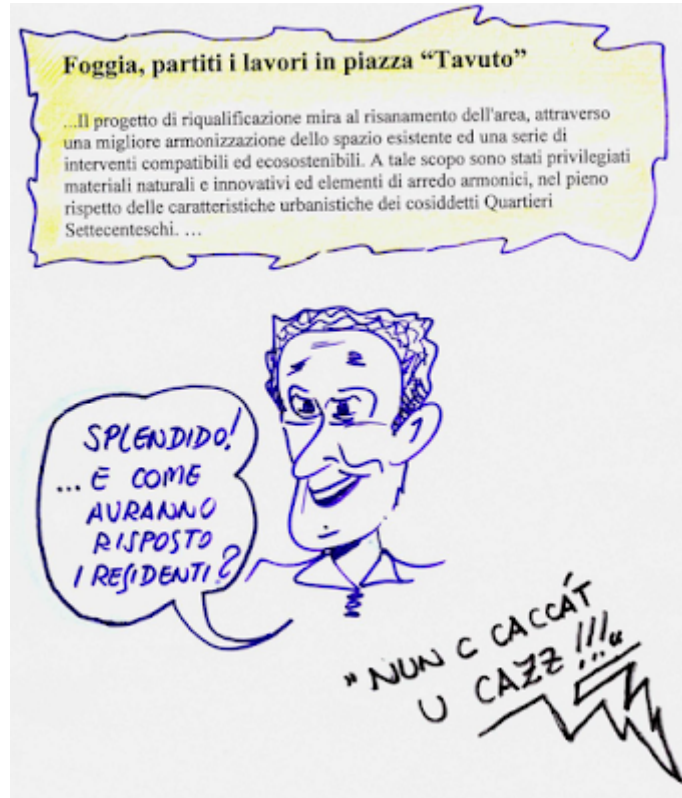 Foggia, partiti i lavori in piazza “Tavuto”
...Il progetto di riqualificazione mira al risanamento dell'area, attraverso
una migliore armonizzazione dello spazio esistente ed una serie di
interventi compatibili ed ecosostenibili. A tale scopo sono stati privilegiati
materiali naturali e innovativi ed elementi di arredo armonici, nel pieno
rispetto delle caratteristiche urbanistiche dei cosiddetti Quartieri
Settecenteschi. ...
SPLENDIDO!
... E COME
AVRANNO
RISPOSTO
I RESIDENTI?
"NUN C CACCÁT
U CAZZ!!!"